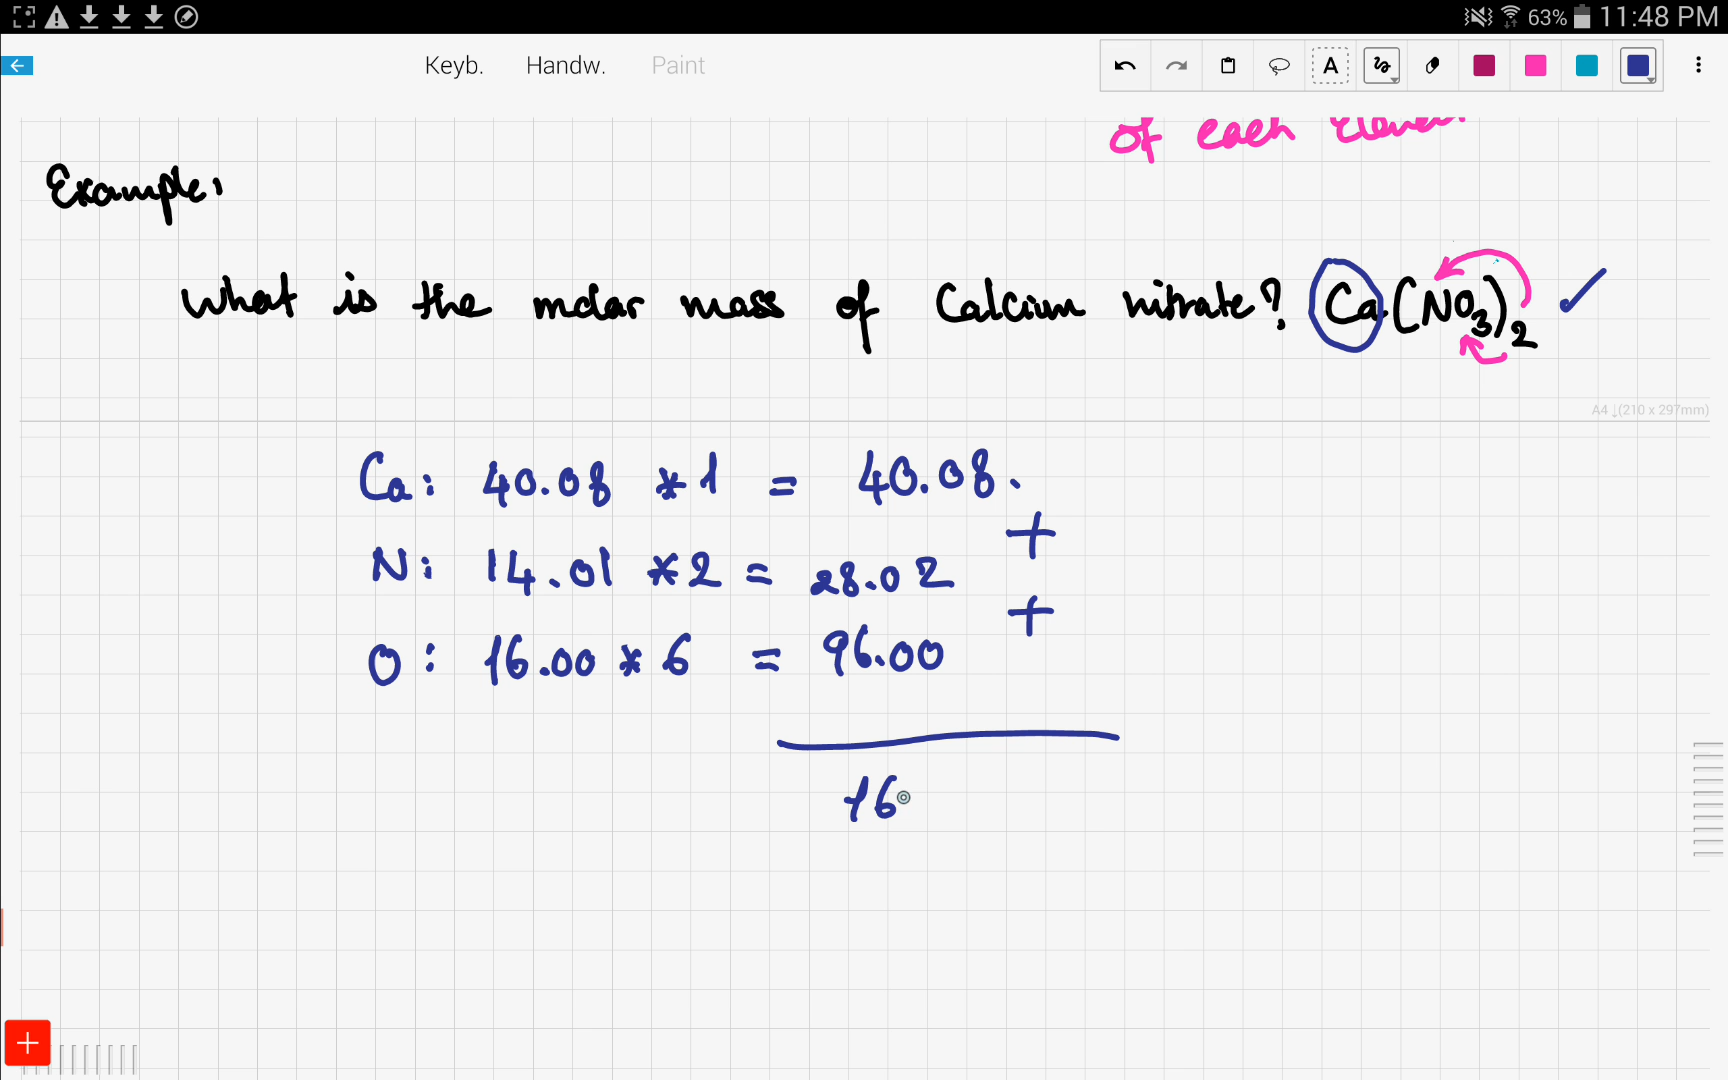 63% 11:48 PM
Keyb. Handw. Paint A
of each
Example:
What is the molar mass of Calcium nitrate? Ca(NO3)2 ✓
A4 ↓(210 x 297mm)
Ca: 40.08 * 1 = 40.08.
+
N: 14.01 * 2 = 28.02
+
O: 16.00 * 6 = 96.00
16